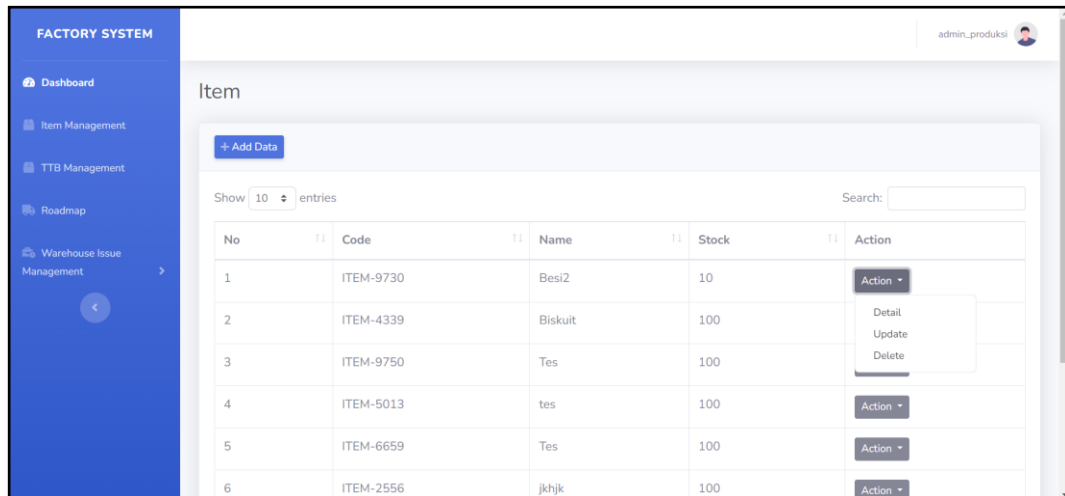 FACTORY SYSTEM
admin_produksi
Dashboard
Item Management
TTB Management
Roadmap
Warehouse Issue
Management
Item
+ Add Data
Show 10 entries
Search:
No Code Name Stock Action
1 ITEM-9730 Besi2 10 Action
Detail
Update
Delete
2 ITEM-4339 Biskuit 100
3 ITEM-9750 Tes 100
4 ITEM-5013 tes 100 Action
5 ITEM-6659 Tes 100 Action
6 ITEM-2556 jkhjk 100 Action